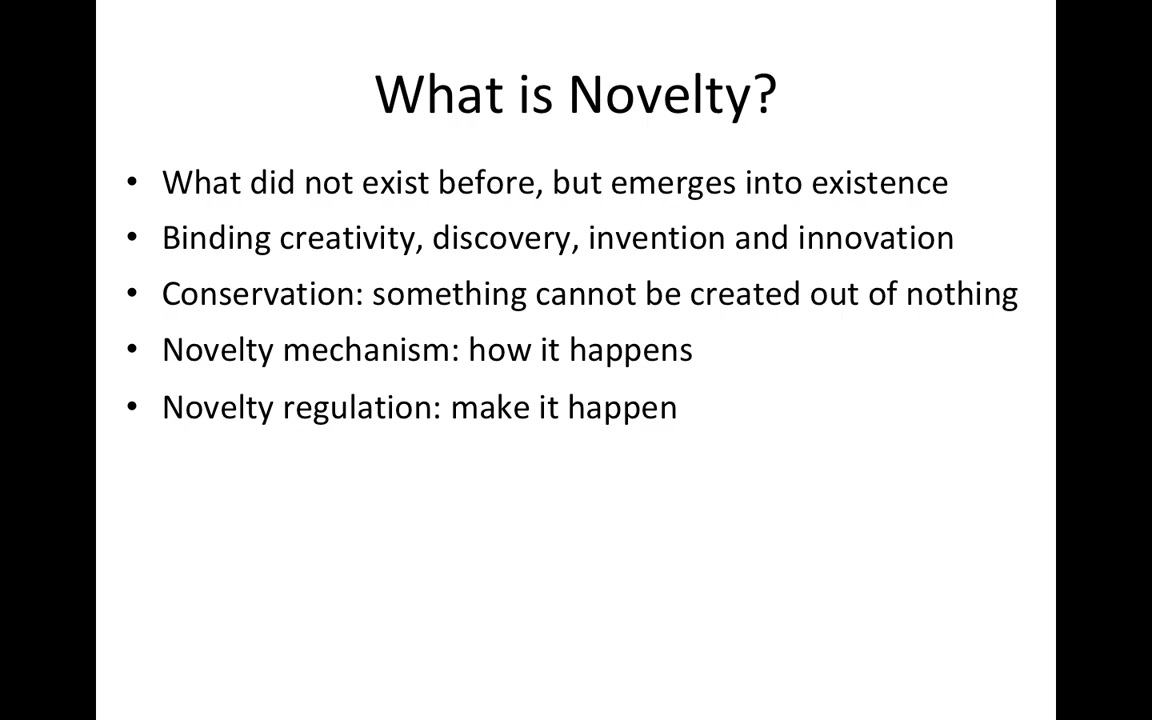 What is Novelty?
• What did not exist before, but emerges into existence
• Binding creativity, discovery, invention and innovation
• Conservation: something cannot be created out of nothing
• Novelty mechanism: how it happens
• Novelty regulation: make it happen